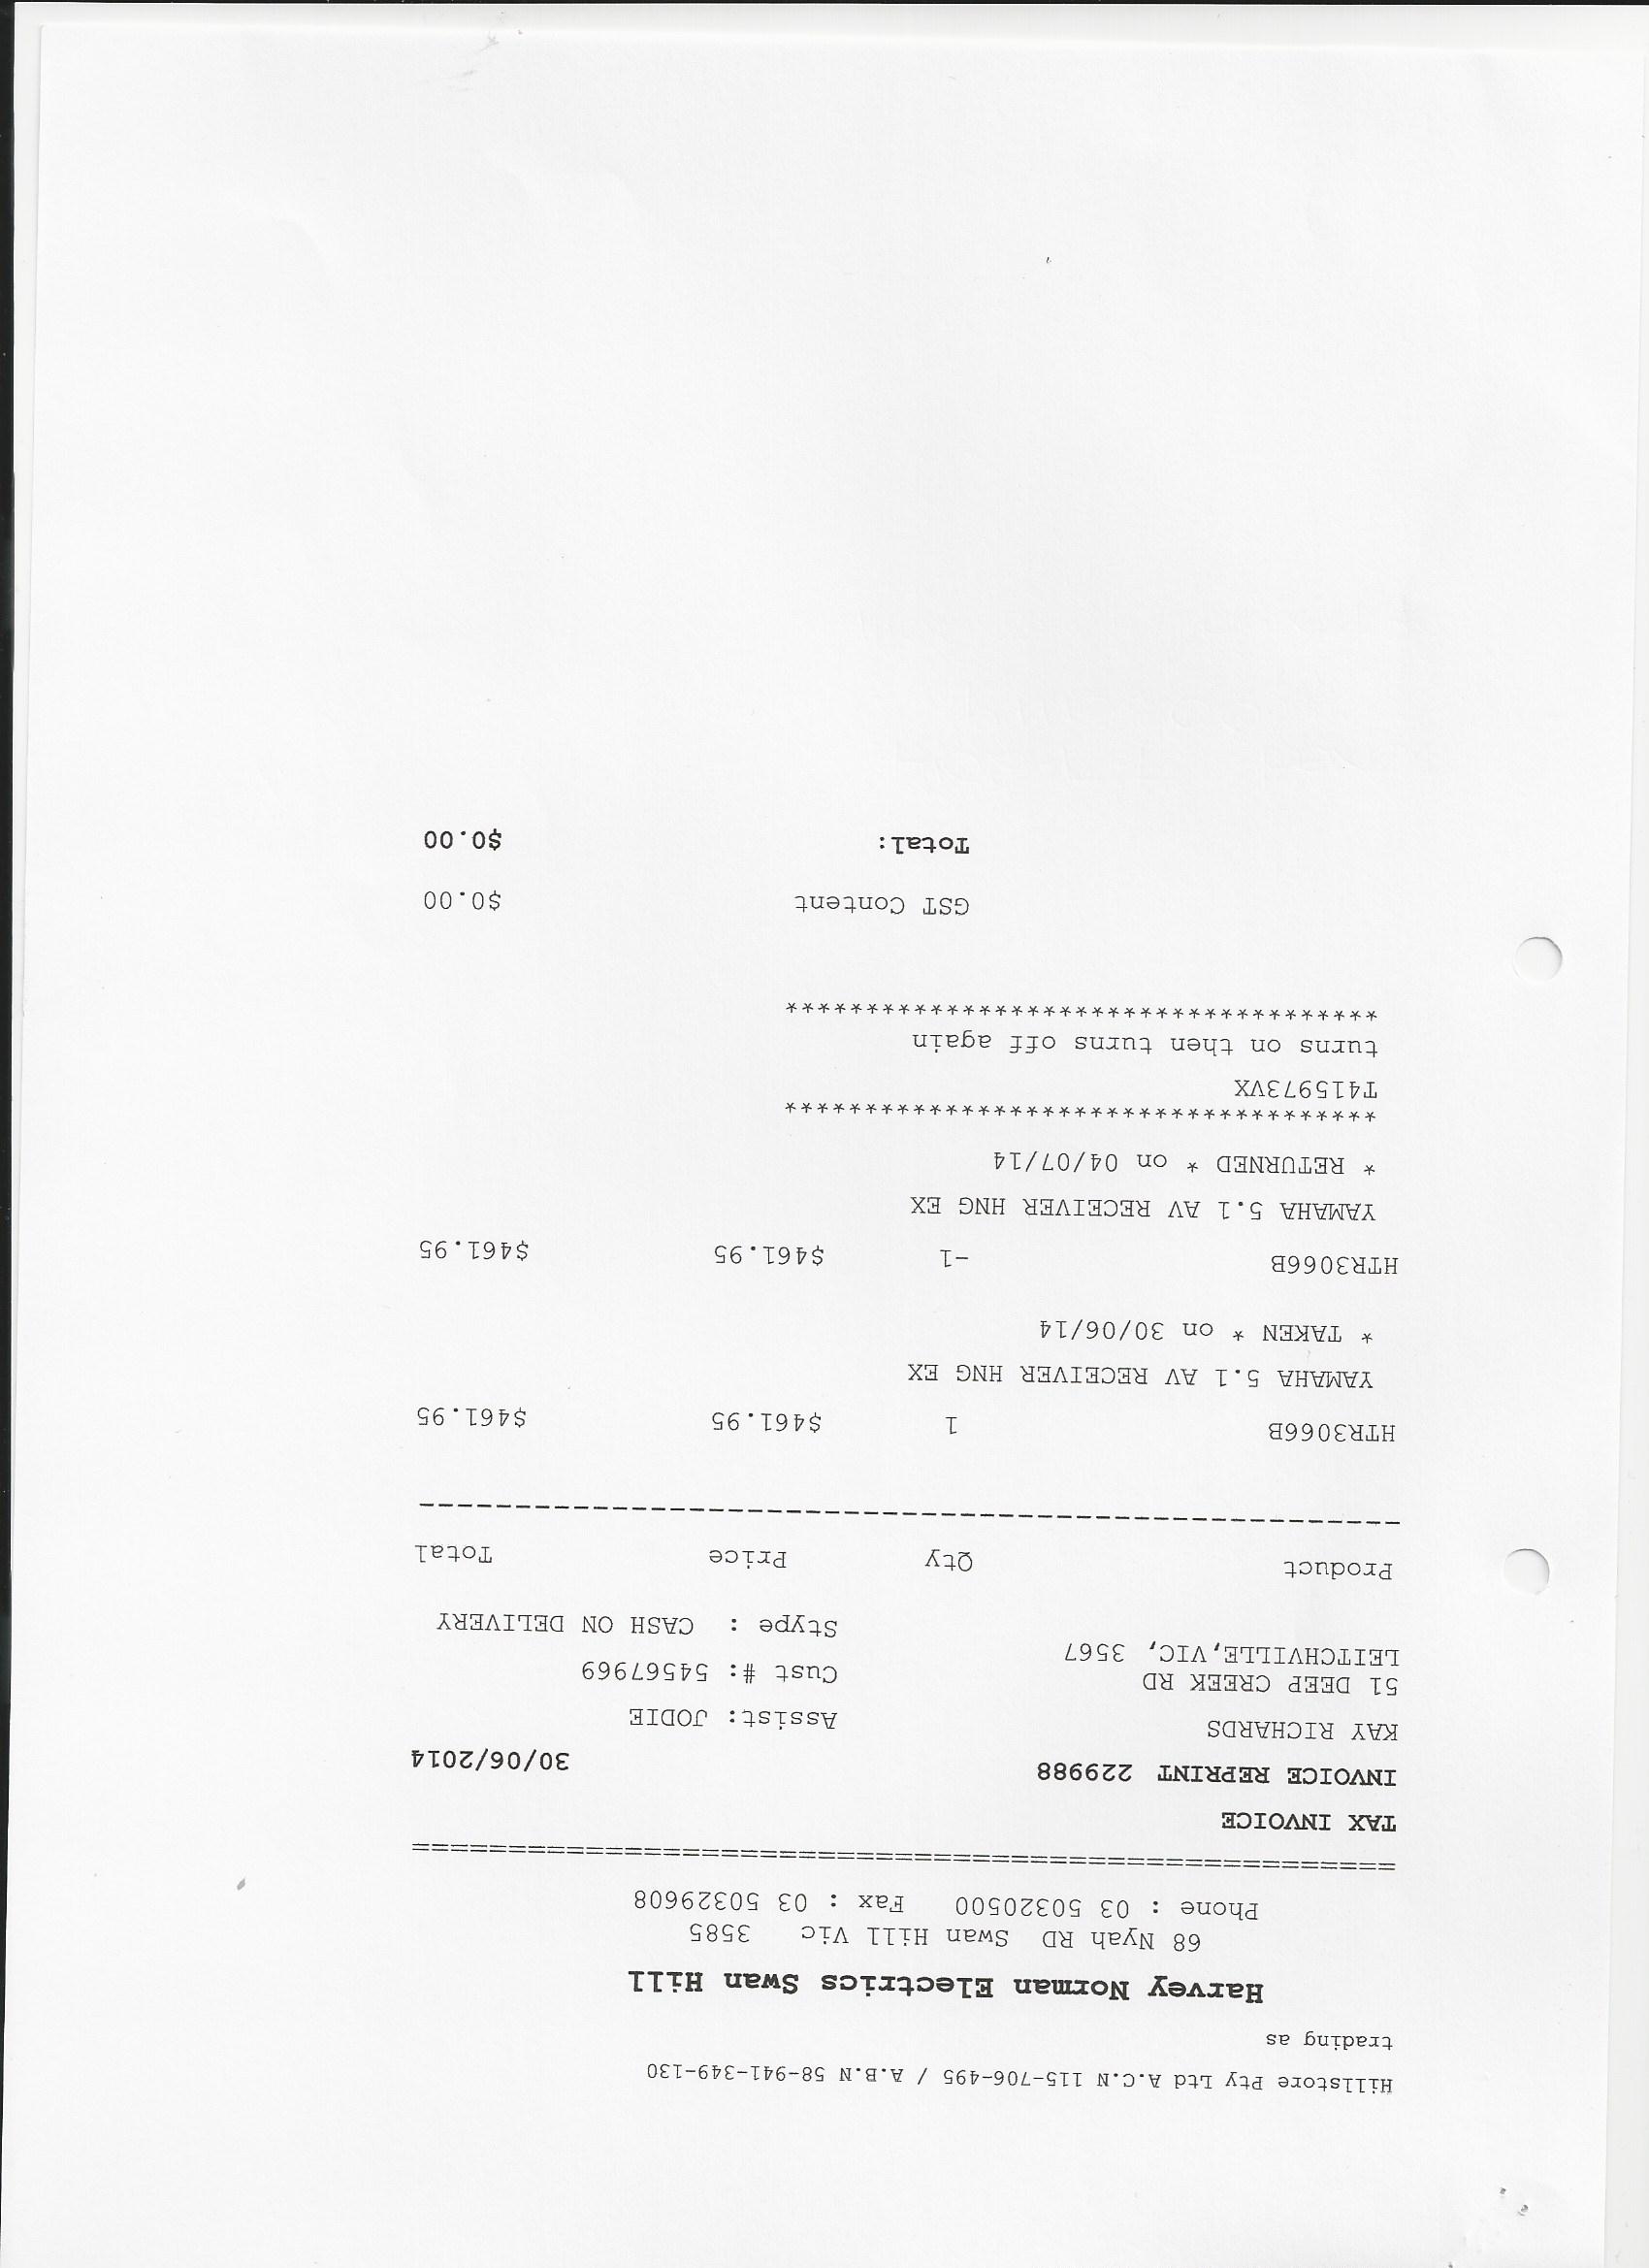 Hillstore Pty Ltd A.C.N 115-706-495 / A.B.N 58-941-349-130
trading as
Harvey Norman Electrics Swan Hill
68 Nyah RD  Swan Hill Vic   3585
Phone : 03 50320500   Fax : 03 50329608
=======================================================
TAX INVOICE
INVOICE REPRINT 229988 30/06/2014
KAY RICHARDS Assist: JODIE
51 DEEP CREEK RD Cust #: 54567969
LEITCHVILLE,VIC, 3567 Stype :  CASH ON DELIVERY
Product Qty Price Total
-------------------------------------------------------
HTR3066B 1 $461.95 $461.95
YAMAHA 5.1 AV RECEIVER HNG EX
* TAKEN * on 30/06/14
HTR3066B -1 $461.95 $461.95
YAMAHA 5.1 AV RECEIVER HNG EX
* RETURNED * on 04/07/14
*************************************
T415973VX
turns on then turns off again
*************************************
GST Content $0.00
Total: $0.00